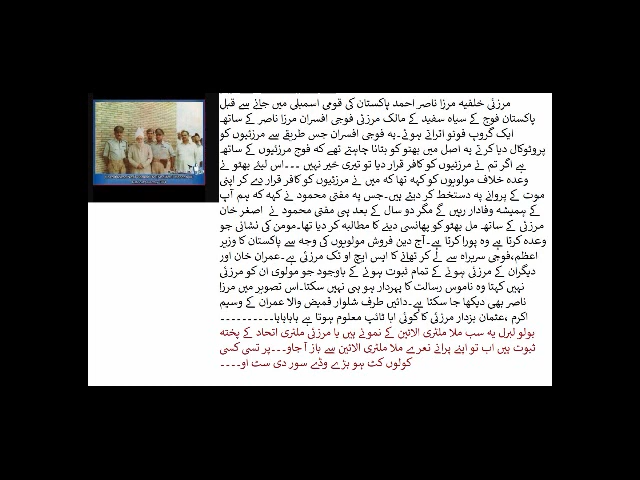 مرزئی خلفیہ مرزا ناصر احمد پاکستان کی قومی اسمبلی میں جانے سے قبل
پاکستان فوج کے سیاہ سفید کے مالک مرزئی فوجی افسران مرزا ناصر کے ساتھ
ایک گروپ فوٹو اتراتے ہوئے۔یہ فوجی افسران جس طریقے سے مرزئیوں کو
پروٹوکال دیا کرتے یہ اصل میں بھٹو کو بتانا چاہتے تھے کہ فوج مرزئیوں کے ساتھ
ہے اگر تم نے مرزئیوں کو کافر قرار دیا تو تیری خیر نہیں ۔۔۔اس لیئے بھٹو نے
وعدہ خلاف مولویوں کو کہہ تھا کہ میں نے مرزئیوں کو کافر قرار دے کر اپنی
موت کے پروانے پہ دستخط کر دیئے ہیں۔جس پہ مفتی محمود نے کہہ کہ ہم آپ
کے ہمیشہ وفادار رہیں گے مگر دو سال کے بعد ہی مفتی محمود نے اصغر خان
کے ساتھ مل بھٹو کو پھانسی دینے کا مطالبہ کر دیا تھا۔مومن کی نشانی جو
وعدہ کرتا ہے وہ پورا کرتا ہے۔آج دین فروش مولویوں کی وجہ سے پاکستان کا وزیر
اعظم،فوجی سربراہ سے لے کر تھانے کا ایس ایچ او تک مرزئی ہے۔عمران خان اور
دیگران کے مرزئی ہونے کے تمام ثبوت ہونے کے باوجود جو مولوی ان کو مرزئی
نہیں کہتا وہ ناموس رسالت کا پہردار ہو ہی نہیں سکتا۔اس تصویر میں مرزا
ناصر بھی دیکھا جا سکتا ہے۔دائیں طرف شلوار قمیض والا عمران کے وسیم
اکرم ،عثمان بزدار مرزئی کا کوئی ابا ٹائپ معلوم ہوتا ہے ہاہاہاہا۔۔۔۔۔۔۔۔۔
بولو لبرل یہ سب ملا ملٹری الائین کے نمونے ہیں یا مرزئی ملٹری اتحاد کے پختہ
ثبوت ہیں اب تو اپنے پرانے نعرے ملا ملٹری الائین سے باز آ جاو۔۔۔پر تسی کسی
کولوں کٹ ہو بڑے وڈے سور دی سٹ او۔۔۔۔